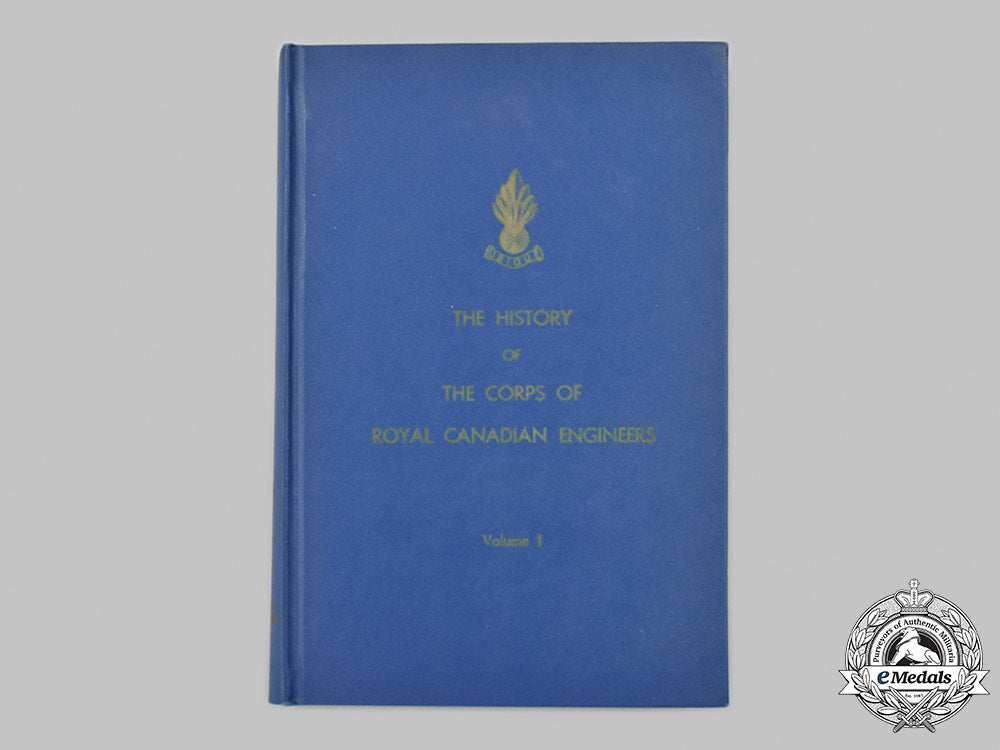 UBIQUE
THE HISTORY
OF
THE CORPS OF
ROYAL CANADIAN ENGINEERS
Volume 1
Purveyors of Authentic Militaria
eMedals